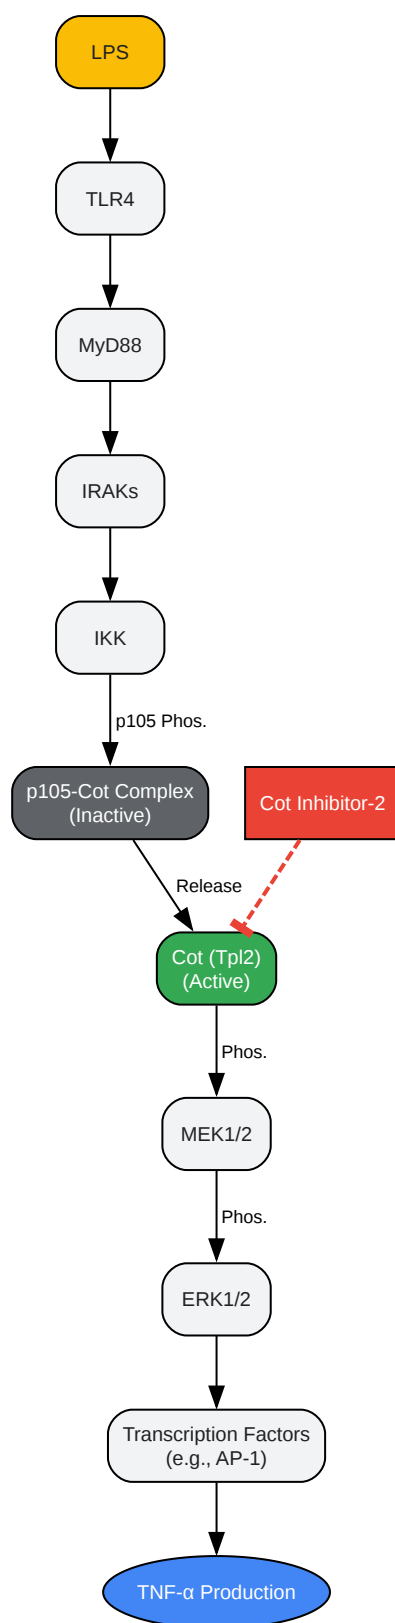 LPS
TLR4
MyD88
IRAKs
IKK
p105 Phos.
p105-Cot Complex
(Inactive)
Cot Inhibitor-2
Release
Cot (Tpl2)
(Active)
Phos.
MEK1/2
Phos.
ERK1/2
Transcription Factors
(e.g., AP-1)
TNF-α Production